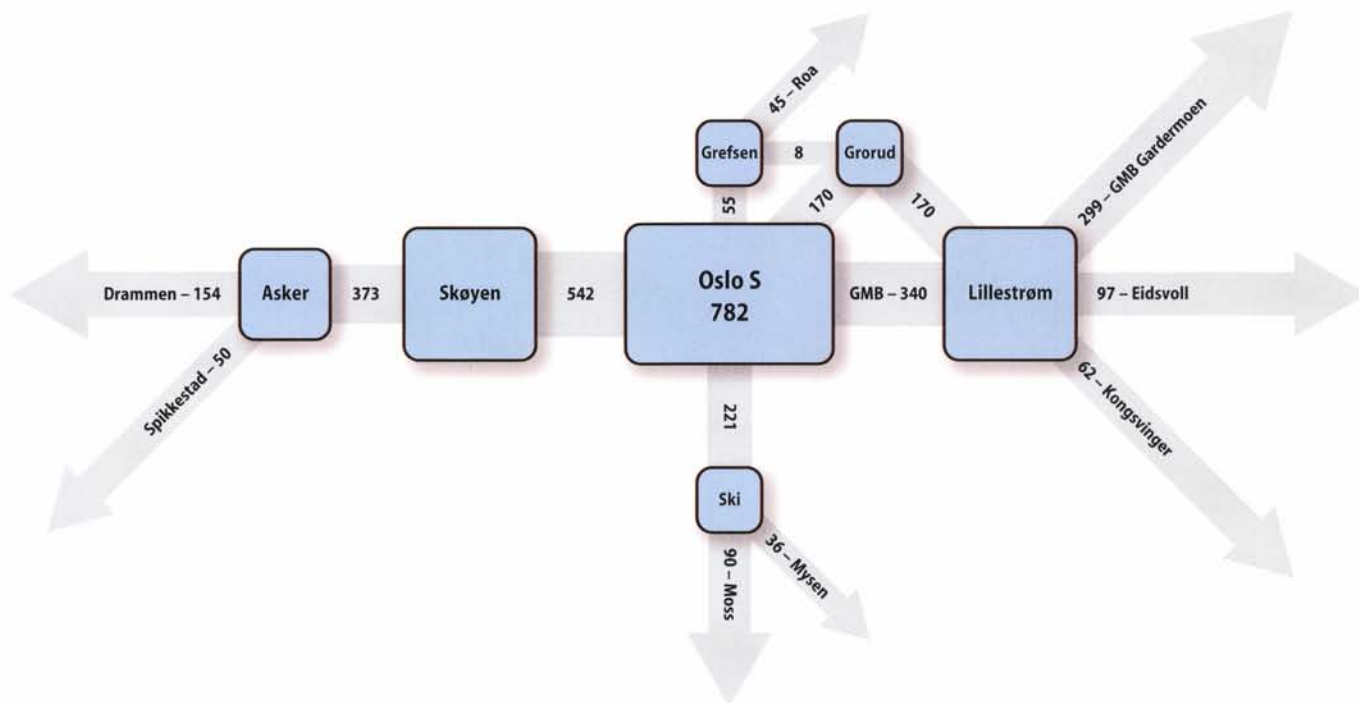 45 – Roa
Grefsen
8
Grorud
55
170
170
299 – GMB Gardermoen
Drammen – 154
Asker
373
Skøyen
542
Oslo S
782
GMB – 340
Lillestrøm
97 – Eidsvoll
Spikkestad – 50
62 – Kongsvinger
221
Ski
90 – Moss
36 – Mysen